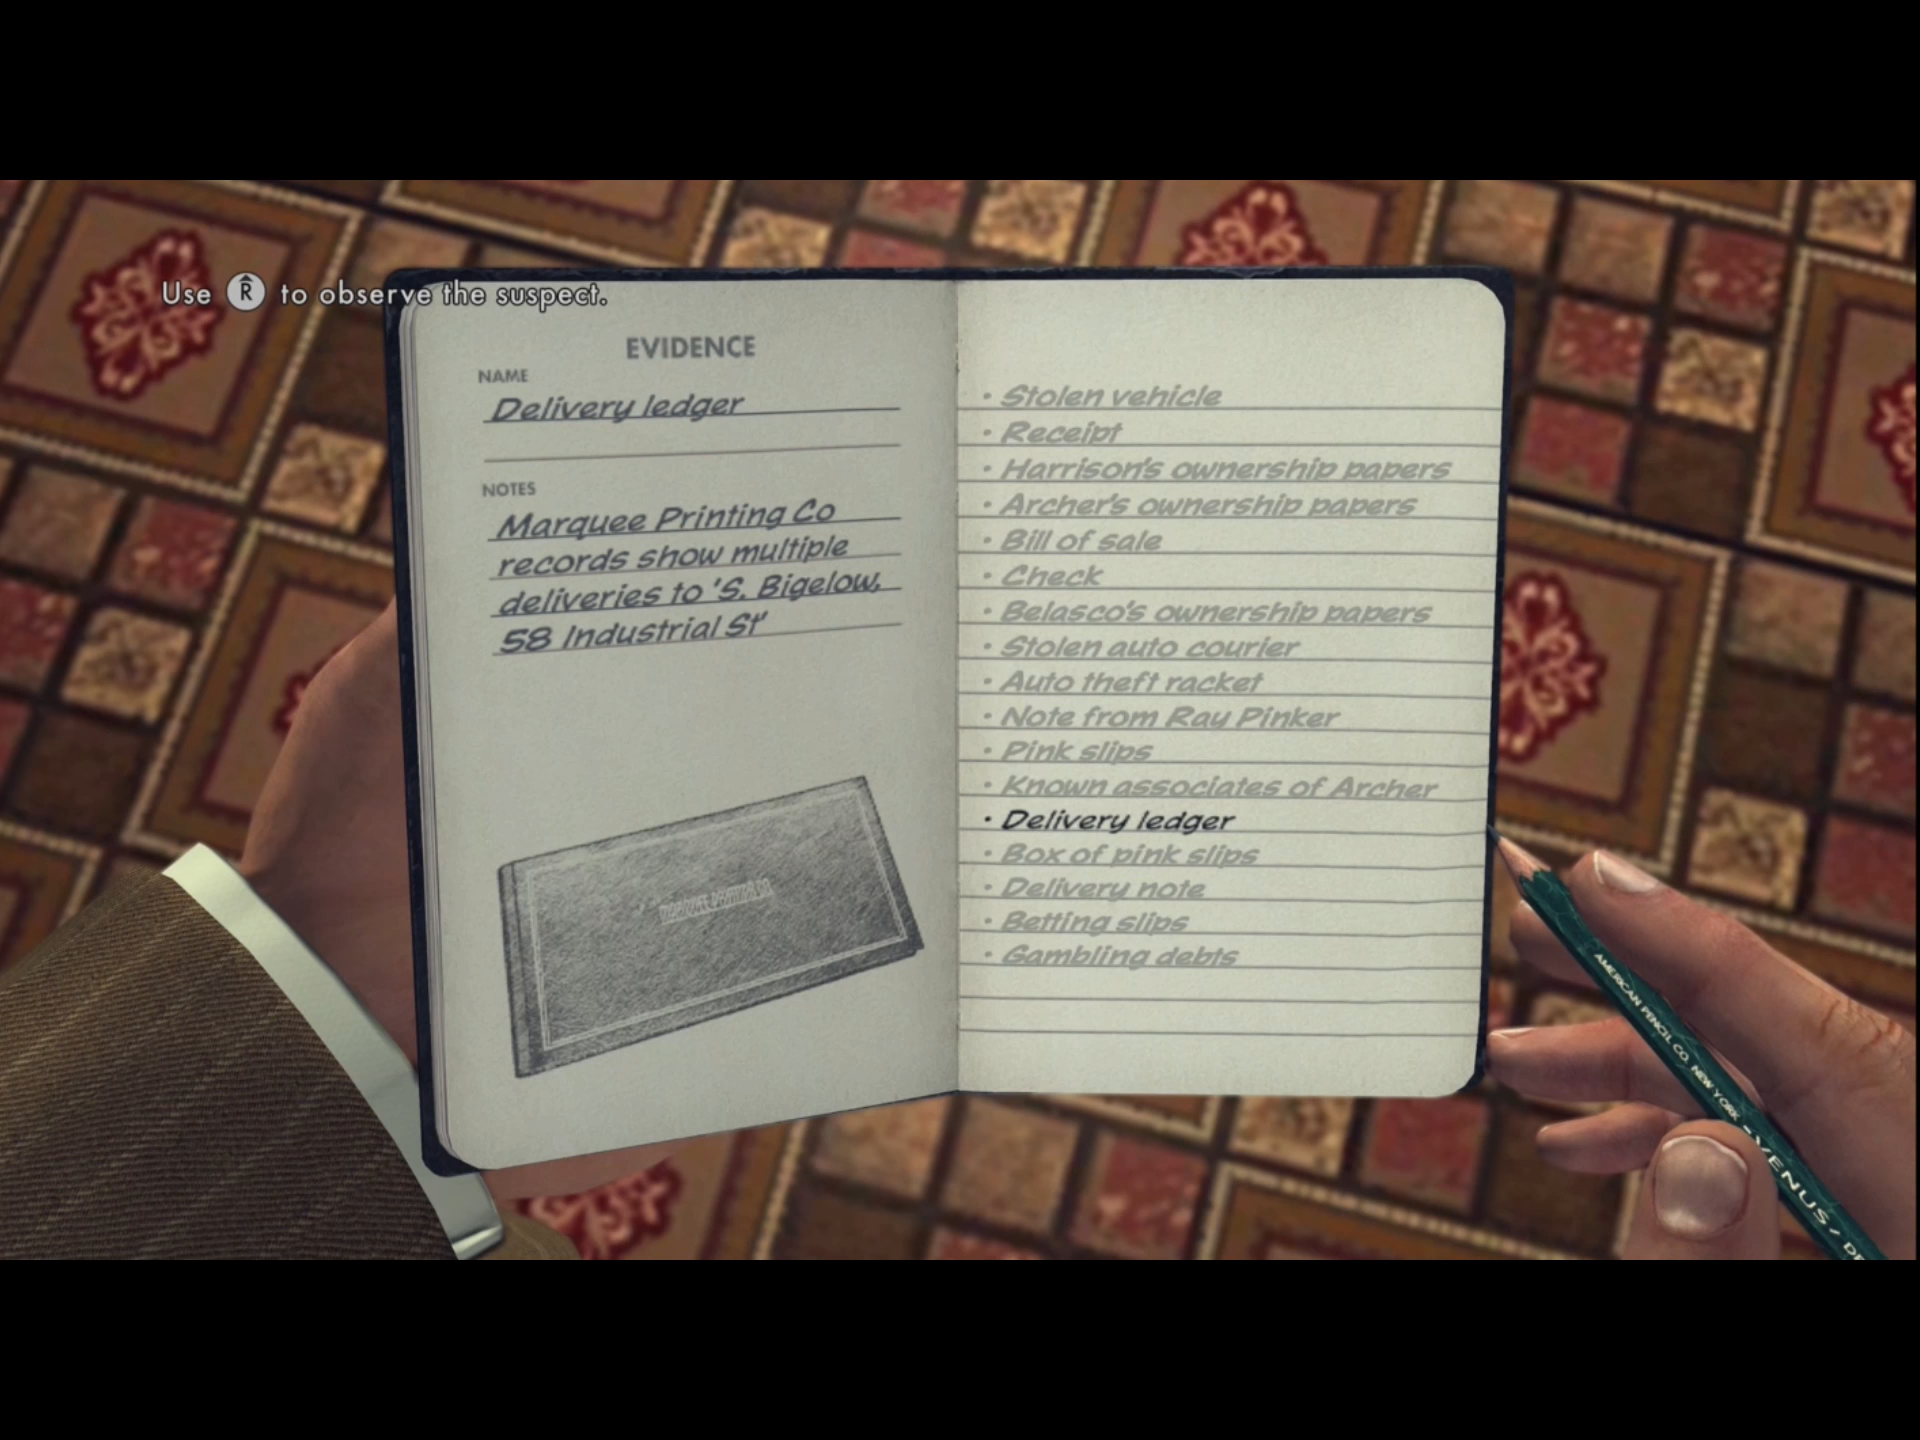 Use R to observe the suspect.
EVIDENCE
NAME
Delivery ledger
NOTES
Marquee Printing Co
records show multiple
deliveries to 'S. Bigelow,
58 Industrial St'
• Stolen vehicle
• Receipt
• Harrison's ownership papers
• Archer's ownership papers
• Bill of sale
• Check
• Belasco's ownership papers
• Stolen auto courier
• Auto theft racket
• Note from Ray Pinker
• Pink slips
• Known associates of Archer
• Delivery ledger
• Box of pink slips
• Delivery note
• Betting slips
• Gambling debts
AMERICAN PENCIL CO. NEW YORK VENUS